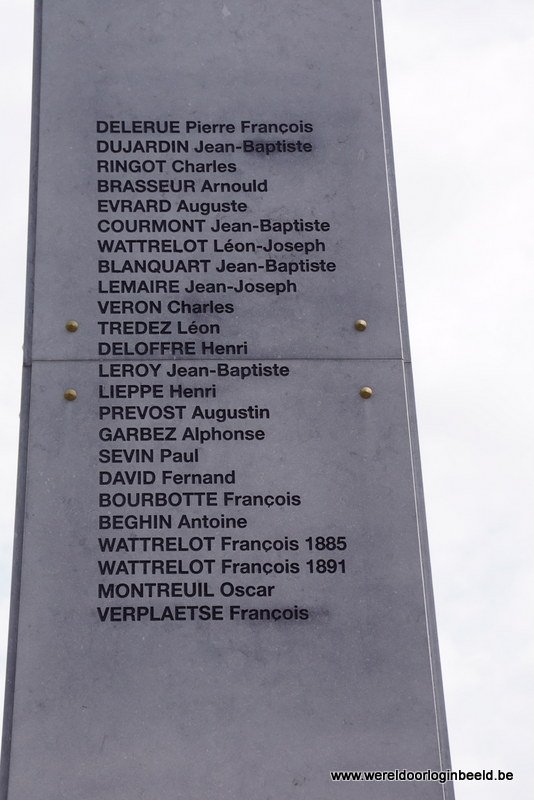 DELERUE Pierre François
DUJARDIN Jean-Baptiste
RINGOT Charles
BRASSEUR Arnould
EVRARD Auguste
COURMONT Jean-Baptiste
WATTRELOT Léon-Joseph
BLANQUART Jean-Baptiste
LEMAIRE Jean-Joseph
VERON Charles
TREDEZ Léon
DELOFFRE Henri
LEROY Jean-Baptiste
LIEPPE Henri
PREVOST Augustin
GARBEZ Alphonse
SEVIN Paul
DAVID Fernand
BOURBOTTE François
BEGHIN Antoine
WATTRELOT François 1885
WATTRELOT François 1891
MONTREUIL Oscar
VERPLAETSE François
www.wereldoorloginbeeld.be